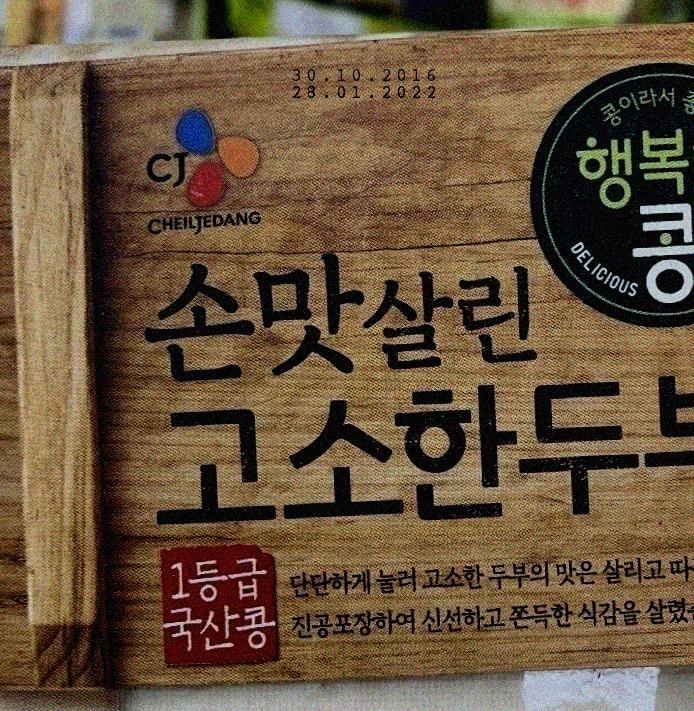 30.10.2016
28.01.2022
CJ
CHEILJEDANG
콩이라서
행복
콩
DELICIOUS
손맛살린
고소한두부
1등급
국산콩
단단하게 눌러 고소한 두부의 맛은 살리고
진공포장하여 신선하고 쫀득한 식감을